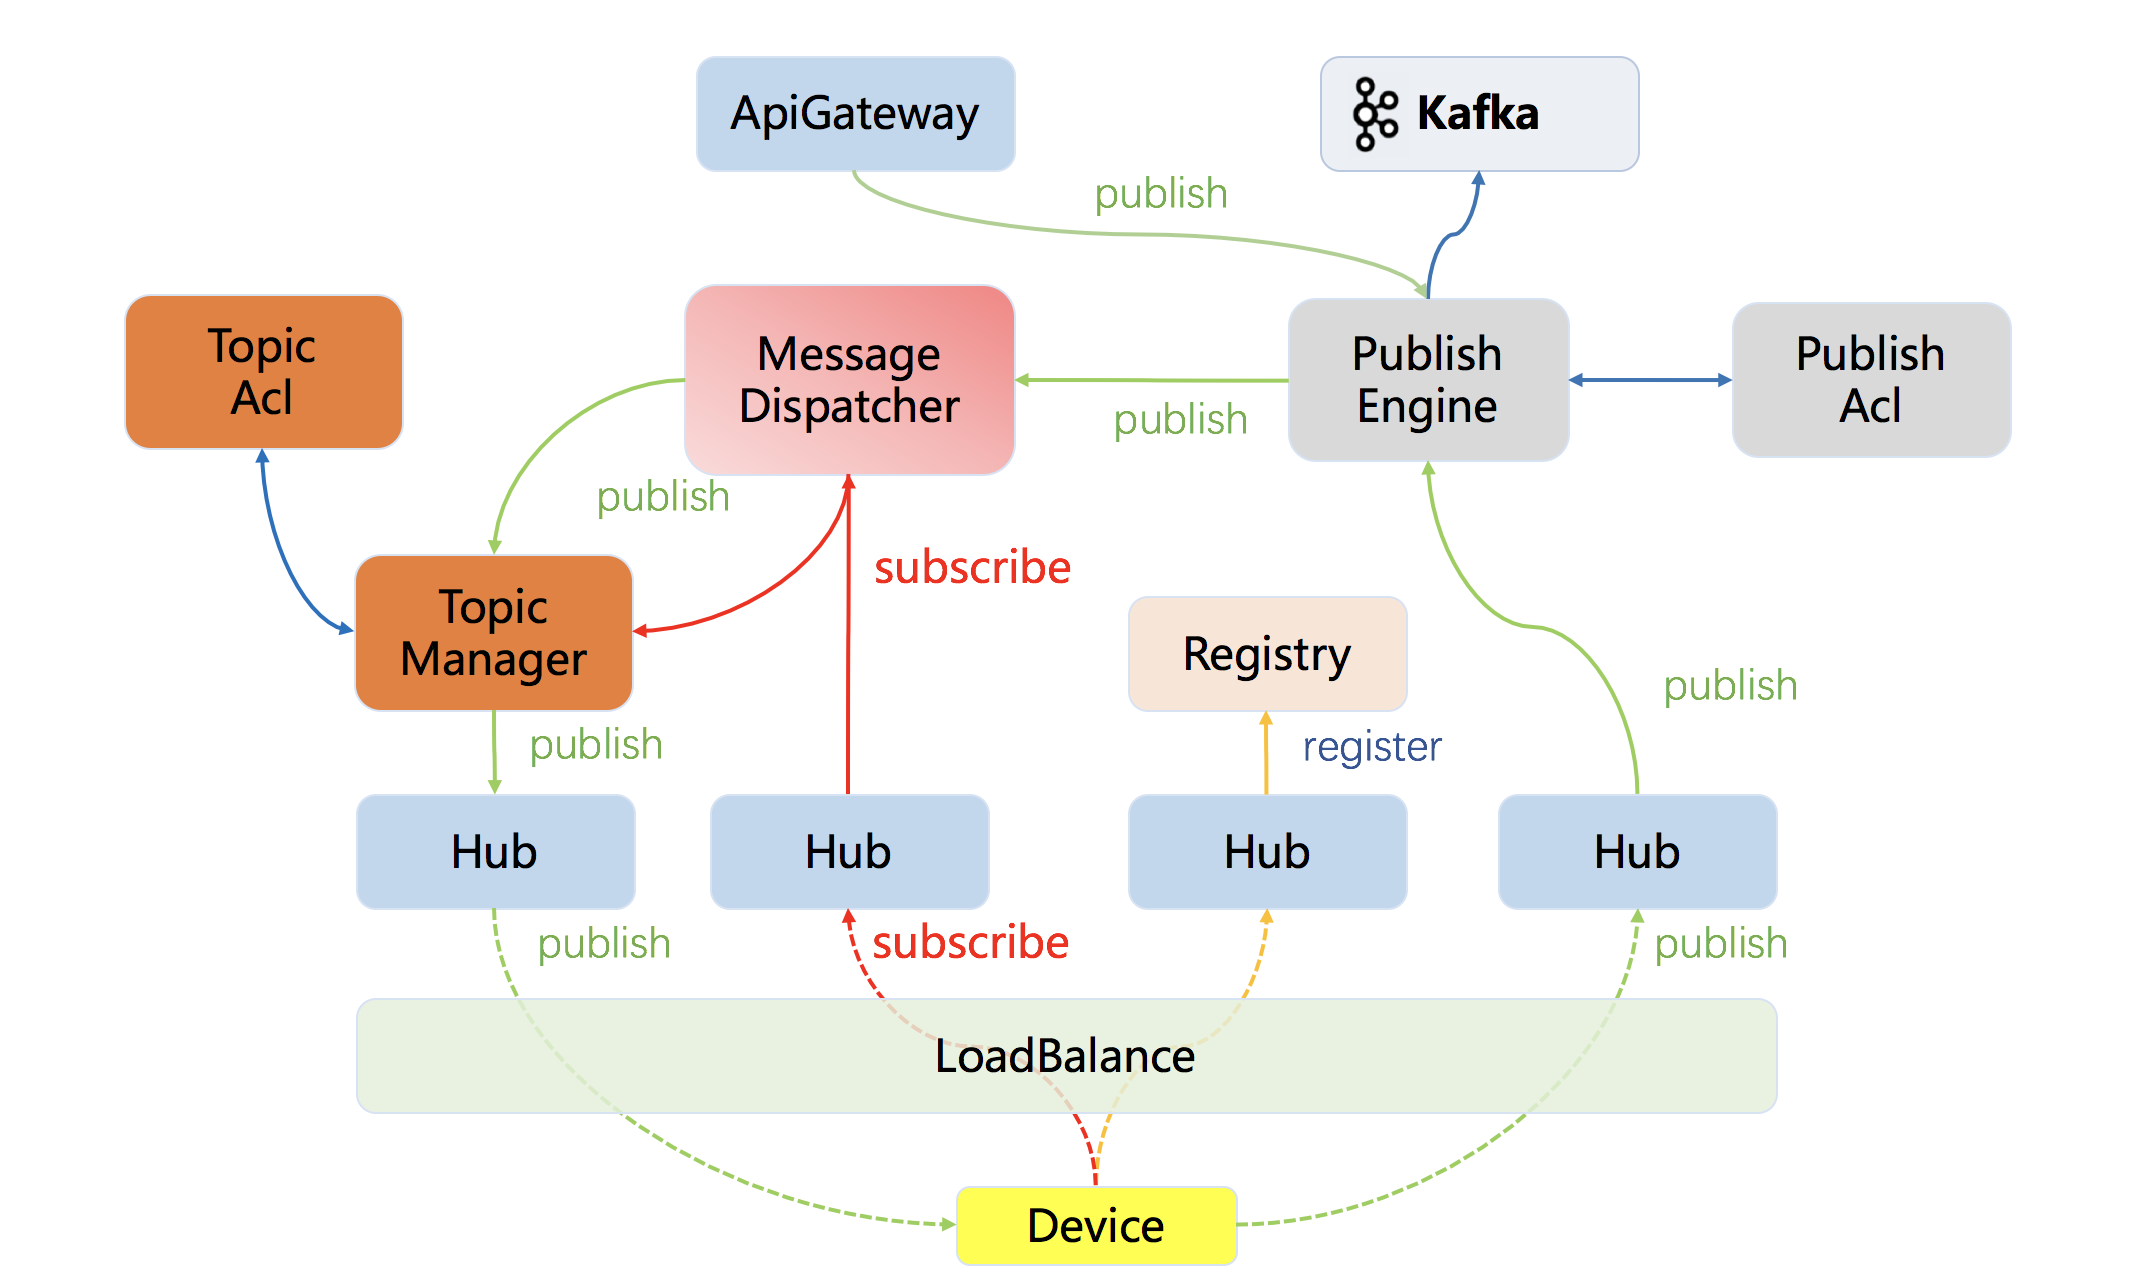 ApiGateway
Kafka
publish
Topic
Acl
Message
Dispatcher
Publish
Engine
Publish
Acl
publish
publish
subscribe
Topic
Manager
Registry
publish
publish
register
Hub
Hub
Hub
Hub
publish
subscribe
publish
LoadBalance
Device